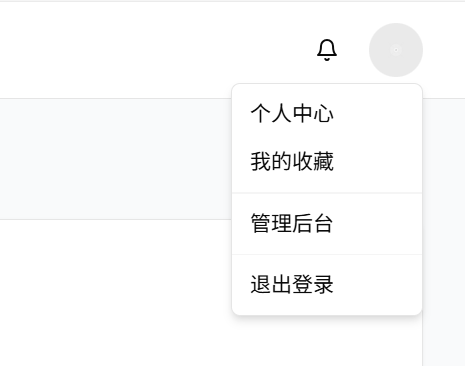 个人中心
我的收藏
管理后台
退出登录